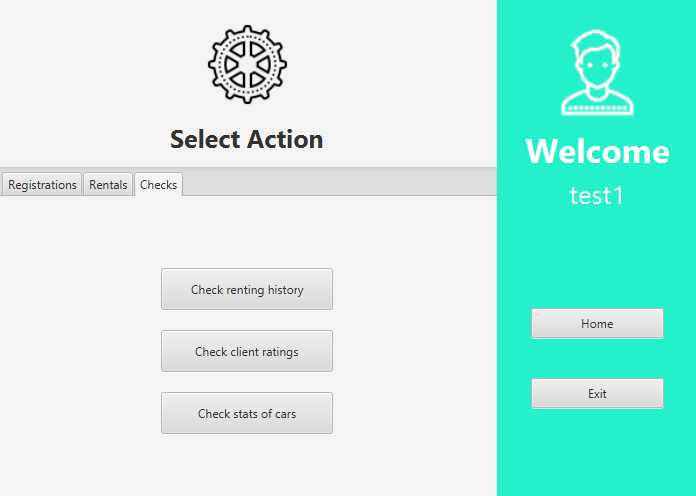 Select Action
Registrations
Rentals
Checks
Check renting history
Check client ratings
Check stats of cars
Welcome
test1
Home
Exit